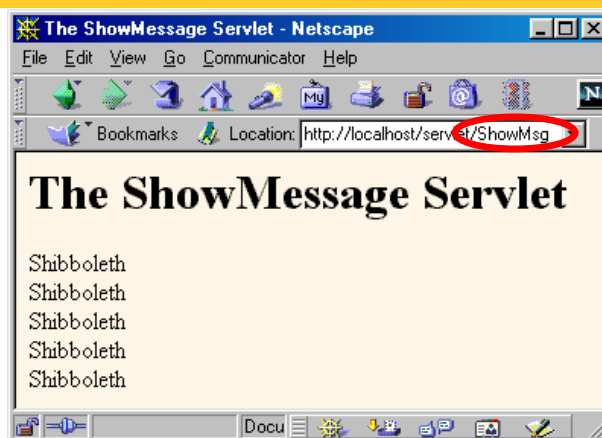 The ShowMessage Servlet - Netscape
File Edit View Go Communicator Help
My N
Bookmarks Location: http://localhost/servlet/ShowMsg
The ShowMessage Servlet
Shibboleth
Shibboleth
Shibboleth
Shibboleth
Shibboleth
Docu